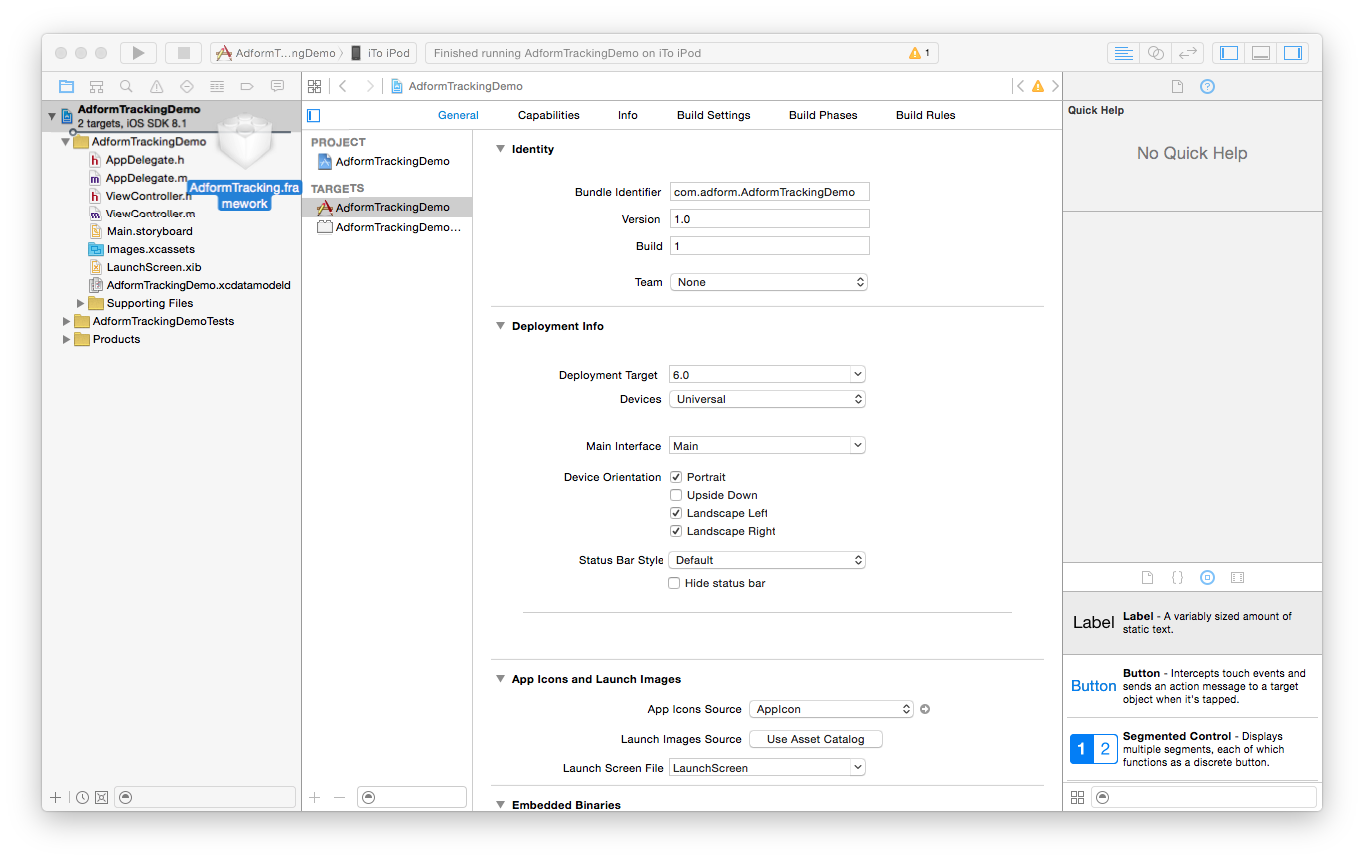 AdformT...ngDemo
iTo iPod
Finished running AdformTrackingDemo on iTo iPod
1
AdformTrackingDemo
2 targets, iOS SDK 8.1
AdformTrackingDemo
AppDelegate.h
AppDelegate.m
ViewController.h
ViewController.m
Main.storyboard
Images.xcassets
LaunchScreen.xib
AdformTrackingDemo.xcdatamodeld
Supporting Files
AdformTrackingDemoTests
Products
AdformTracking.fra
mework
AdformTrackingDemo
General Capabilities Info Build Settings Build Phases Build Rules
PROJECT
AdformTrackingDemo
TARGETS
AdformTrackingDemo
AdformTrackingDemo...
Identity
Bundle Identifier com.adform.AdformTrackingDemo
Version 1.0
Build 1
Team None
Deployment Info
Deployment Target 6.0
Devices Universal
Main Interface Main
Device Orientation Portrait
Upside Down
Landscape Left
Landscape Right
Status Bar Style Default
Hide status bar
App Icons and Launch Images
App Icons Source AppIcon
Launch Images Source Use Asset Catalog
Launch Screen File LaunchScreen
Embedded Binaries
Quick Help
No Quick Help
Label
Label - A variably sized amount of
static text.
Button
Button - Intercepts touch events and
sends an action message to a target
object when it's tapped.
1 2
Segmented Control - Displays
multiple segments, each of which
functions as a discrete button.